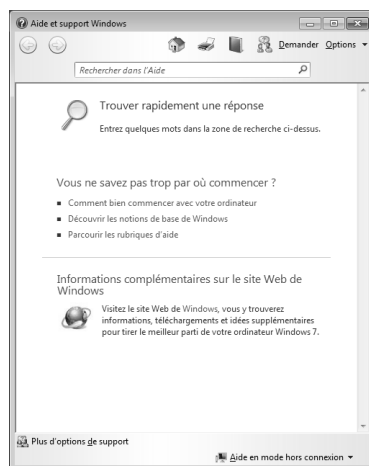 Aide et support Windows
Demander Options
Rechercher dans l'Aide
Trouver rapidement une réponse
Entrez quelques mots dans la zone de recherche ci-dessus.
Vous ne savez pas trop par où commencer ?
Comment bien commencer avec votre ordinateur
Découvrir les notions de base de Windows
Parcourir les rubriques d'aide
Informations complémentaires sur le site Web de
Windows
Visitez le site Web de Windows, vous y trouverez
informations, téléchargements et idées supplémentaires
pour tirer le meilleur parti de votre ordinateur Windows 7.
Plus d'options de support
Aide en mode hors connexion